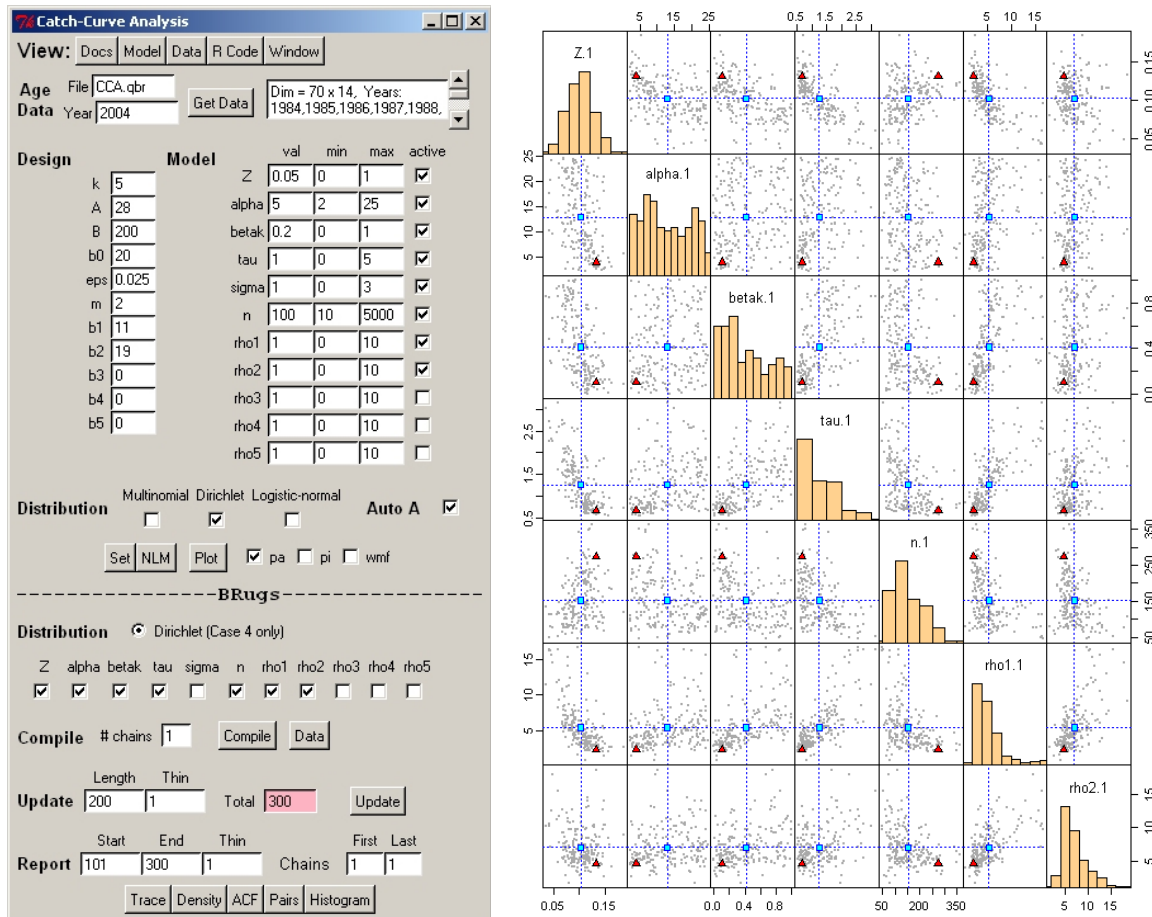 Catch-Curve Analysis
View: Docs Model Data R Code Window
Age Data File CCA.qbr
Year 2004
Get Data
Dim = 70 x 14, Years:
1984,1985,1986,1987,1988,
Design
k 5
A 28
B 200
b0 20
eps 0.025
m 2
b1 11
b2 19
b3 0
b4 0
b5 0
Model val min max active
Z 0.05 0 1
alpha 5 2 25
betak 0.2 0 1
tau 1 0 5
sigma 1 0 3
n 100 10 5000
rho1 1 0 10
rho2 1 0 10
rho3 1 0 10
rho4 1 0 10
rho5 1 0 10
Multinomial Dirichlet Logistic-normal
Distribution Auto A
Set NLM Plot pa pi wmf
BRugs
Distribution Dirichlet (Case 4 only)
Z alpha betak tau sigma n rho1 rho2 rho3 rho4 rho5
Compile # chains 1 Compile Data
Length Thin
Update 200 1 Total 300 Update
Start End Thin First Last
Report 101 300 1 Chains 1 1
Trace Density ACF Pairs Histogram
5 15 25 0.5 1.5 2.5 5 10 15
Z.1
0.05 0.10 0.15
alpha.1
5 10 15 20 25
betak.1
0.0 0.4 0.8
tau.1
0.5 1.5 2.5
n.1
50 150 250 350
rho1.1
5 10 15
rho2.1
5 10 15
0.05 0.15 0.0 0.4 0.8 50 150 250 350 5 10 15